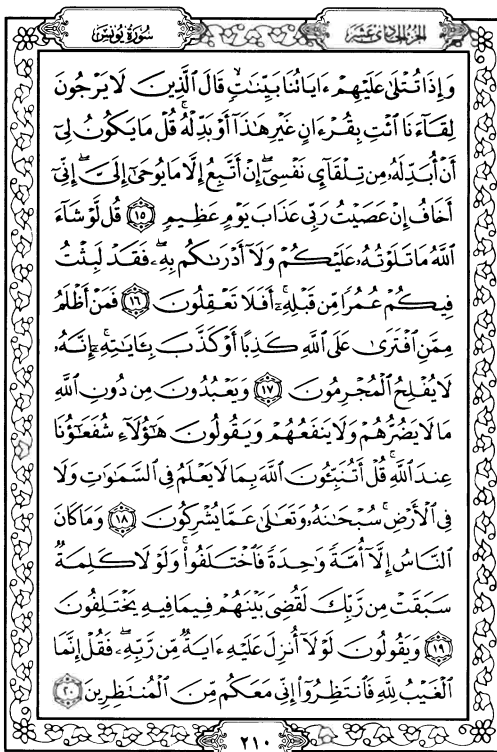 سُورَةُ يُونُسَ الجزء الحادي عشر
وَإِذَا تُتْلَىٰ عَلَيْهِمْ ءَايَاتُنَا بَيِّنَٰتٍۙ قَالَ ٱلَّذِينَ لَا يَرْجُونَ
لِقَآءَنَا ٱئْتِ بِقُرْءَانٍ غَيْرِ هَٰذَآ أَوْ بَدِّلْهُۚ قُلْ مَا يَكُونُ لِىٓ
أَنْ أُبَدِّلَهُۥ مِن تِلْقَآئِ نَفْسِىٓۖ إِنْ أَتَّبِعُ إِلَّا مَا يُوحَىٰٓ إِلَىَّۖ إِنِّىٓ
أَخَافُ إِنْ عَصَيْتُ رَبِّى عَذَابَ يَوْمٍ عَظِيمٍ ١٥ قُل لَّوْ شَآءَ
ٱللَّهُ مَا تَلَوْتُهُۥ عَلَيْكُمْ وَلَآ أَدْرَىٰكُم بِهِۦۖ فَقَدْ لَبِثْتُ
فِيكُمْ عُمُرًا مِّن قَبْلِهِۦٓۚ أَفَلَا تَعْقِلُونَ ١٦ فَمَنْ أَظْلَمُ
مِمَّنِ ٱفْتَرَىٰ عَلَى ٱللَّهِ كَذِبًا أَوْ كَذَّبَ بِـَٔايَٰتِهِۦٓۚ إِنَّهُۥ
لَا يُفْلِحُ ٱلْمُجْرِمُونَ ١٧ وَيَعْبُدُونَ مِن دُونِ ٱللَّهِ
مَا لَا يَضُرُّهُمْ وَلَا يَنفَعُهُمْ وَيَقُولُونَ هَٰٓؤُلَآءِ شُفَعَٰٓؤُنَا
عِندَ ٱللَّهِۚ قُلْ أَتُنَبِّـُٔونَ ٱللَّهَ بِمَا لَا يَعْلَمُ فِى ٱلسَّمَٰوَٰتِ وَلَا
فِى ٱلْأَرْضِۚ سُبْحَٰنَهُۥ وَتَعَٰلَىٰ عَمَّا يُشْرِكُونَ ١٨ وَمَا كَانَ
ٱلنَّاسُ إِلَّآ أُمَّةً وَٰحِدَةً فَٱخْتَلَفُوا۟ۚ وَلَوْلَا كَلِمَةٌ
سَبَقَتْ مِن رَّبِّكَ لَقُضِىَ بَيْنَهُمْ فِيمَا فِيهِ يَخْتَلِفُونَ
١٩ وَيَقُولُونَ لَوْلَآ أُنزِلَ عَلَيْهِ ءَايَةٌ مِّن رَّبِّهِۦۖ فَقُلْ إِنَّمَا
ٱلْغَيْبُ لِلَّهِ فَٱنتَظِرُوٓا۟ إِنِّى مَعَكُم مِّنَ ٱلْمُنتَظِرِينَ ٢٠
٢١٠